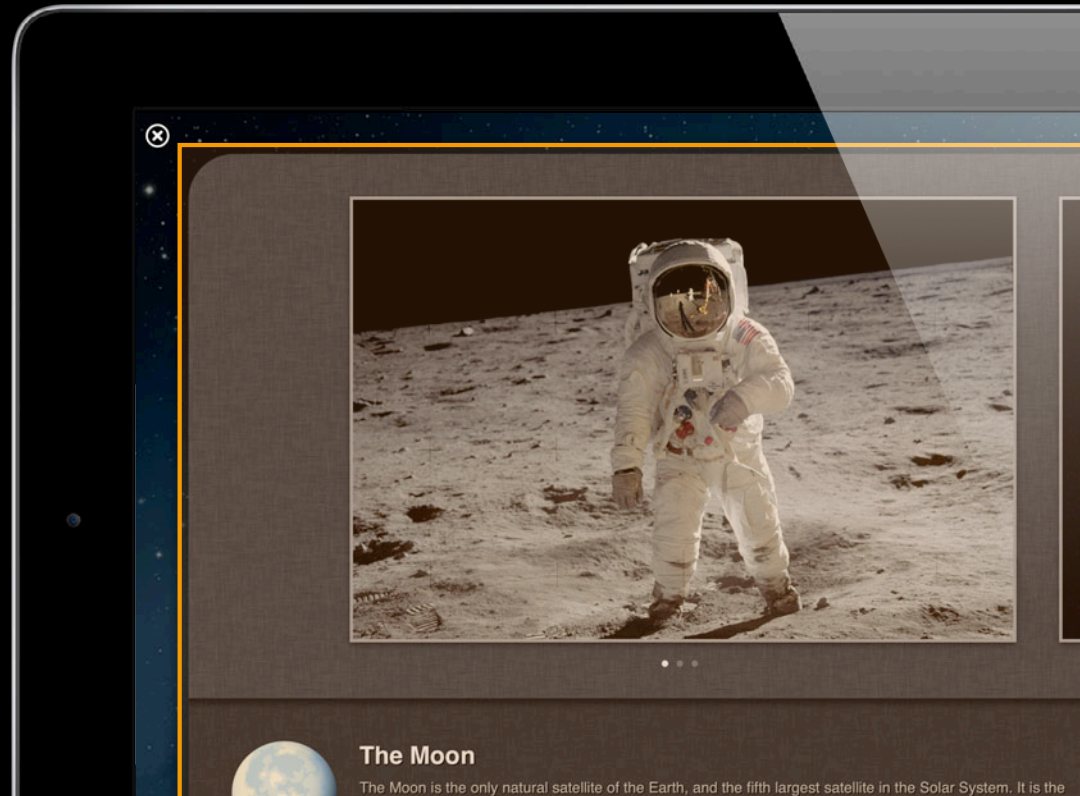 The Moon
The Moon is the only natural satellite of the Earth, and the fifth largest satellite in the Solar System. It is the